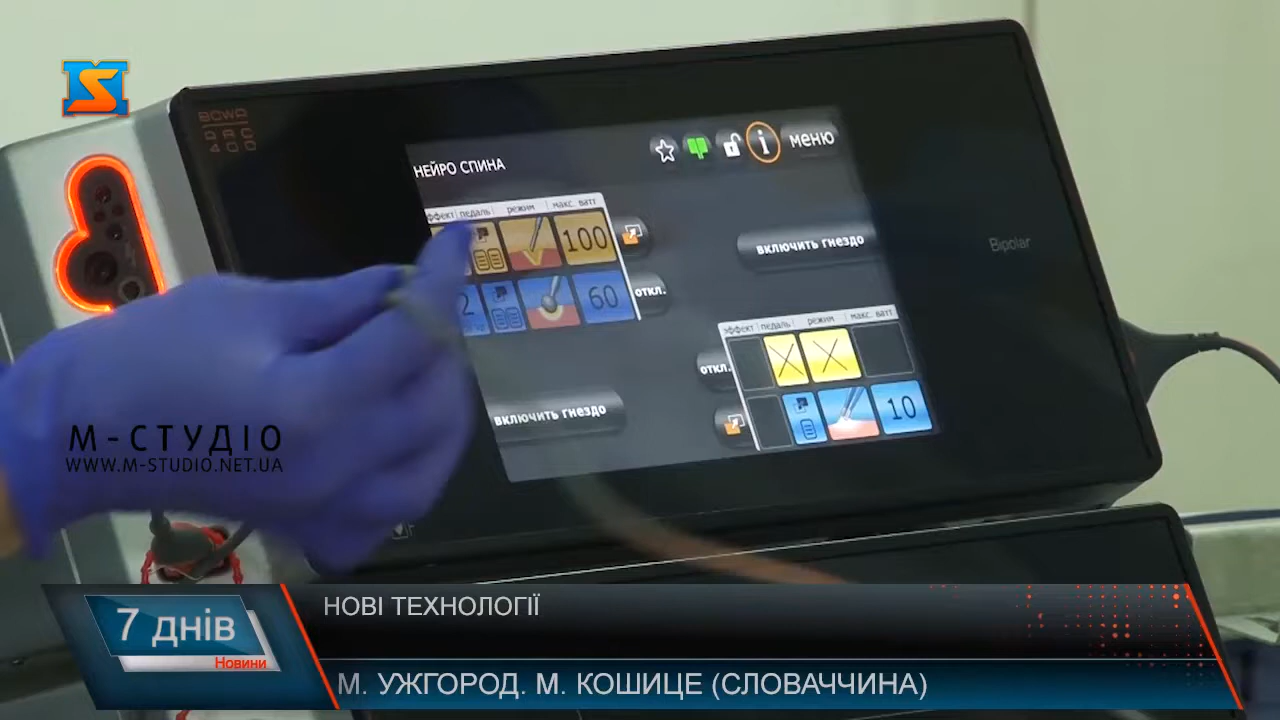 BOWA
ARC
400
НЕЙРО СПИНА
меню
эффект педаль режим макс. ватт
100
включить гнездо
Bipolar
2
60
откл.
эффект педаль режим макс. ватт
откл.
включить гнездо
10
М-СТУДІО
WWW.M-STUDIO.NET.UA
7 днів
Новини
НОВІ ТЕХНОЛОГІЇ
М. УЖГОРОД. М. КОШИЦЕ (СЛОВАЧЧИНА)